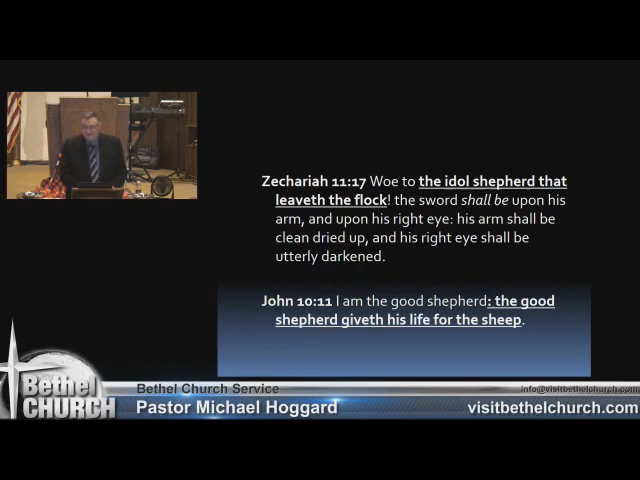 Zechariah 11:17 Woe to the idol shepherd that
leaveth the flock! the sword shall be upon his
arm, and upon his right eye: his arm shall be
clean dried up, and his right eye shall be
utterly darkened.
John 10:11 I am the good shepherd: the good
shepherd giveth his life for the sheep.
Bethel
CHURCH
Bethel Church Service
info@visitbethelchurch.com
Pastor Michael Hoggard
visitbethelchurch.com